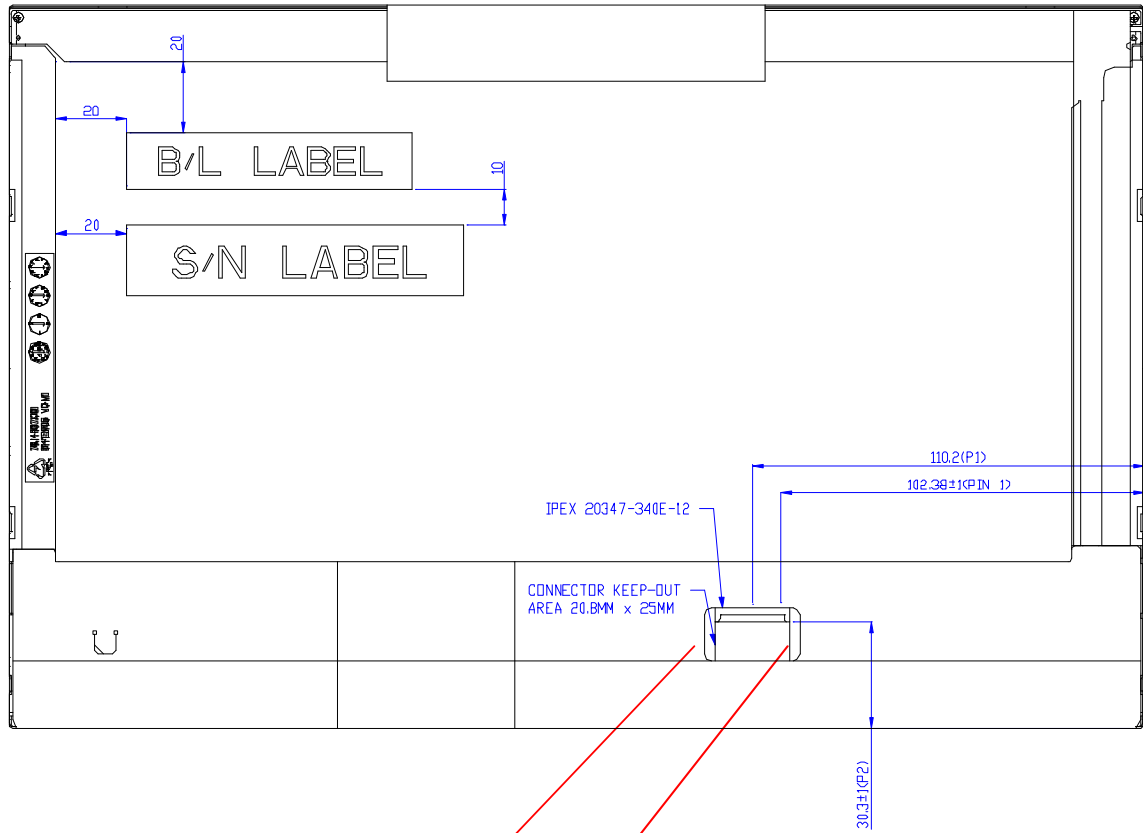 20
20
B/L LABEL
10
20
S/N LABEL
110.2(P1)
102.38±1(PIN 1)
IPEX 20347-340E-12
CONNECTOR KEEP-OUT
AREA 20.8MM x 25MM
30.3±1(P2)